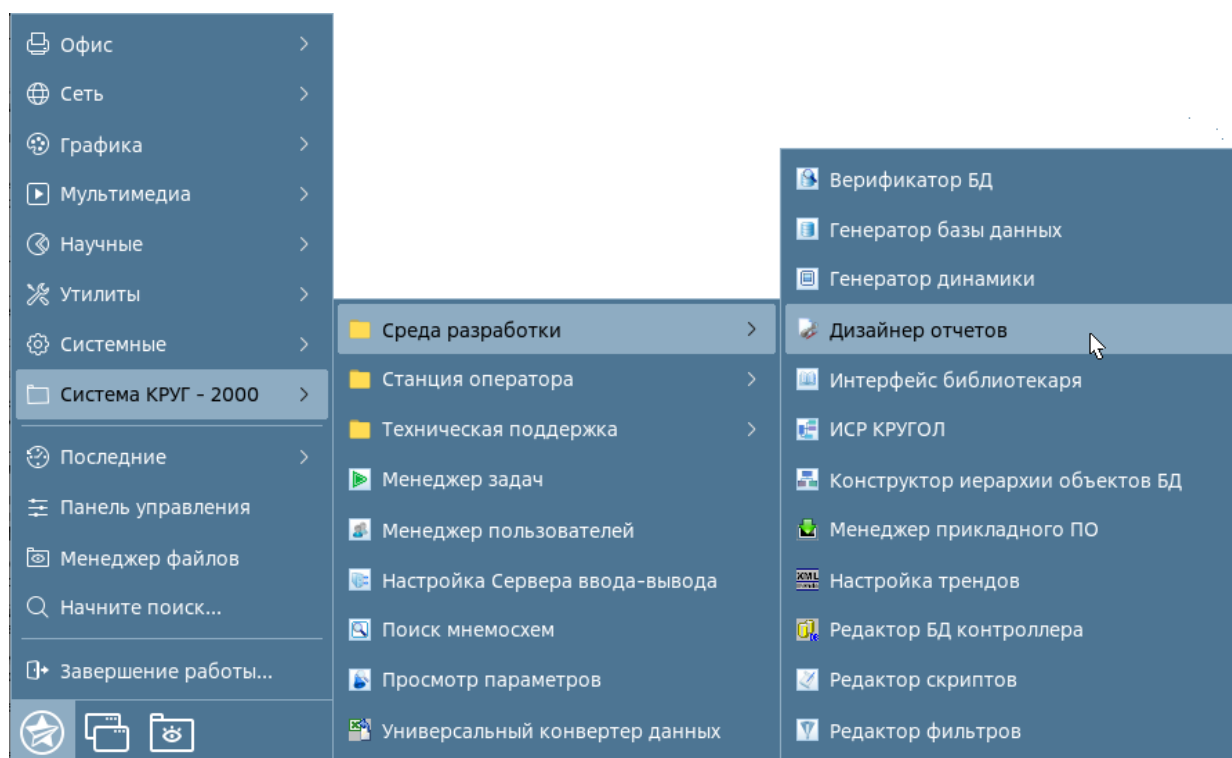 Офис
Сеть
Графика
Мультимедиа
Научные
Утилиты
Системные
Система КРУГ - 2000
Последние
Панель управления
Менеджер файлов
Начните поиск...
Завершение работы...
Среда разработки
Станция оператора
Техническая поддержка
Менеджер задач
Менеджер пользователей
Настройка Сервера ввода-вывода
Поиск мнемосхем
Просмотр параметров
Универсальный конвертер данных
Верификатор БД
Генератор базы данных
Генератор динамики
Дизайнер отчетов
Интерфейс библиотекаря
ИСР КРУГОЛ
Конструктор иерархии объектов БД
Менеджер прикладного ПО
Настройка трендов
Редактор БД контроллера
Редактор скриптов
Редактор фильтров